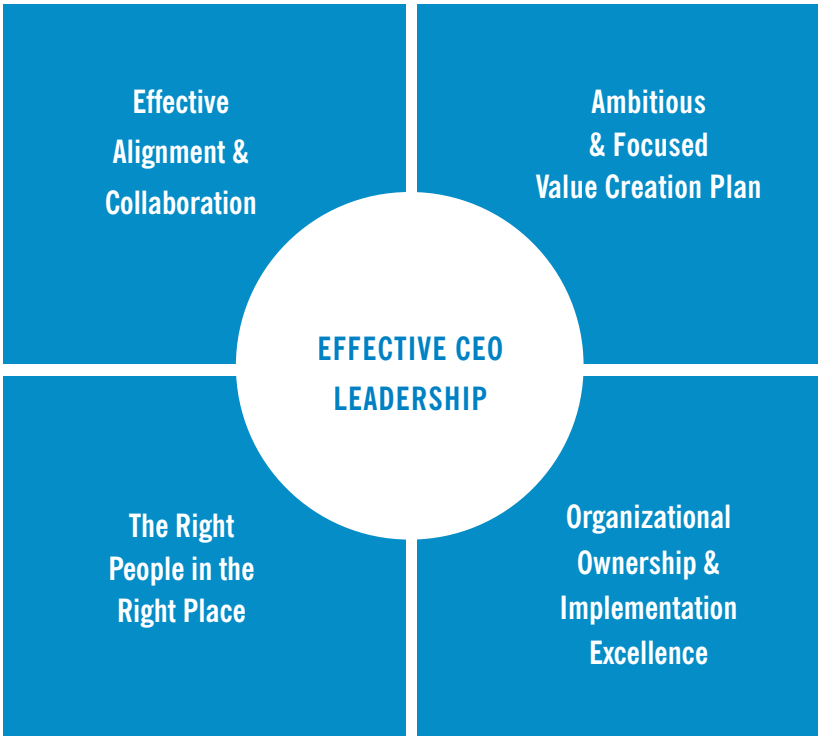 Effective
Alignment &
Collaboration
Ambitious
& Focused
Value Creation Plan
EFFECTIVE CEO
LEADERSHIP
The Right
People in the
Right Place
Organizational
Ownership &
Implementation
Excellence